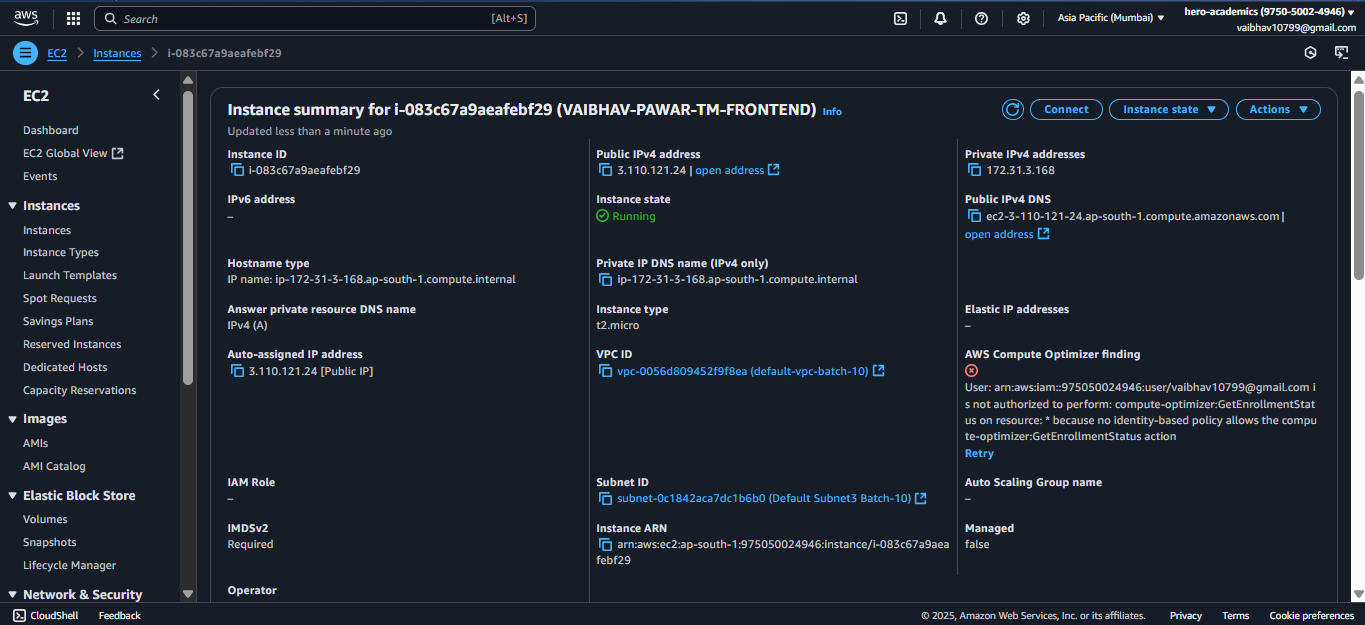 aws
Search
[Alt+S]
Asia Pacific (Mumbai)
hero-academics (9750-5002-4946)
vaibhav10799@gmail.com
EC2
Instances
i-083c67a9aeafebf29
EC2
Dashboard
EC2 Global View
Events
Instances
Instances
Instance Types
Launch Templates
Spot Requests
Savings Plans
Reserved Instances
Dedicated Hosts
Capacity Reservations
Images
AMIs
AMI Catalog
Elastic Block Store
Volumes
Snapshots
Lifecycle Manager
Network & Security
Instance summary for i-083c67a9aeafebf29 (VAIBHAV-PAWAR-TM-FRONTEND) Info
Updated less than a minute ago
Connect
Instance state
Actions
Instance ID
i-083c67a9aeafebf29
Public IPv4 address
3.110.121.24 | open address
Private IPv4 addresses
172.31.3.168
IPv6 address
–
Instance state
Running
Public IPv4 DNS
ec2-3-110-121-24.ap-south-1.compute.amazonaws.com |
open address
Hostname type
IP name: ip-172-31-3-168.ap-south-1.compute.internal
Private IP DNS name (IPv4 only)
ip-172-31-3-168.ap-south-1.compute.internal
Answer private resource DNS name
IPv4 (A)
Instance type
t2.micro
Elastic IP addresses
–
Auto-assigned IP address
3.110.121.24 [Public IP]
VPC ID
vpc-0056d809452f9f8ea (default-vpc-batch-10)
AWS Compute Optimizer finding
User: arn:aws:iam::975050024946:user/vaibhav10799@gmail.com i
s not authorized to perform: compute-optimizer:GetEnrollmentStat
us on resource: * because no identity-based policy allows the compu
te-optimizer:GetEnrollmentStatus action
Retry
IAM Role
–
Subnet ID
subnet-0c1842aca7dc1b6b0 (Default Subnet3 Batch-10)
Auto Scaling Group name
–
IMDSv2
Required
Instance ARN
arn:aws:ec2:ap-south-1:975050024946:instance/i-083c67a9aea
febf29
Managed
false
Operator
CloudShell
Feedback
© 2025, Amazon Web Services, Inc. or its affiliates.
Privacy
Terms
Cookie preferences